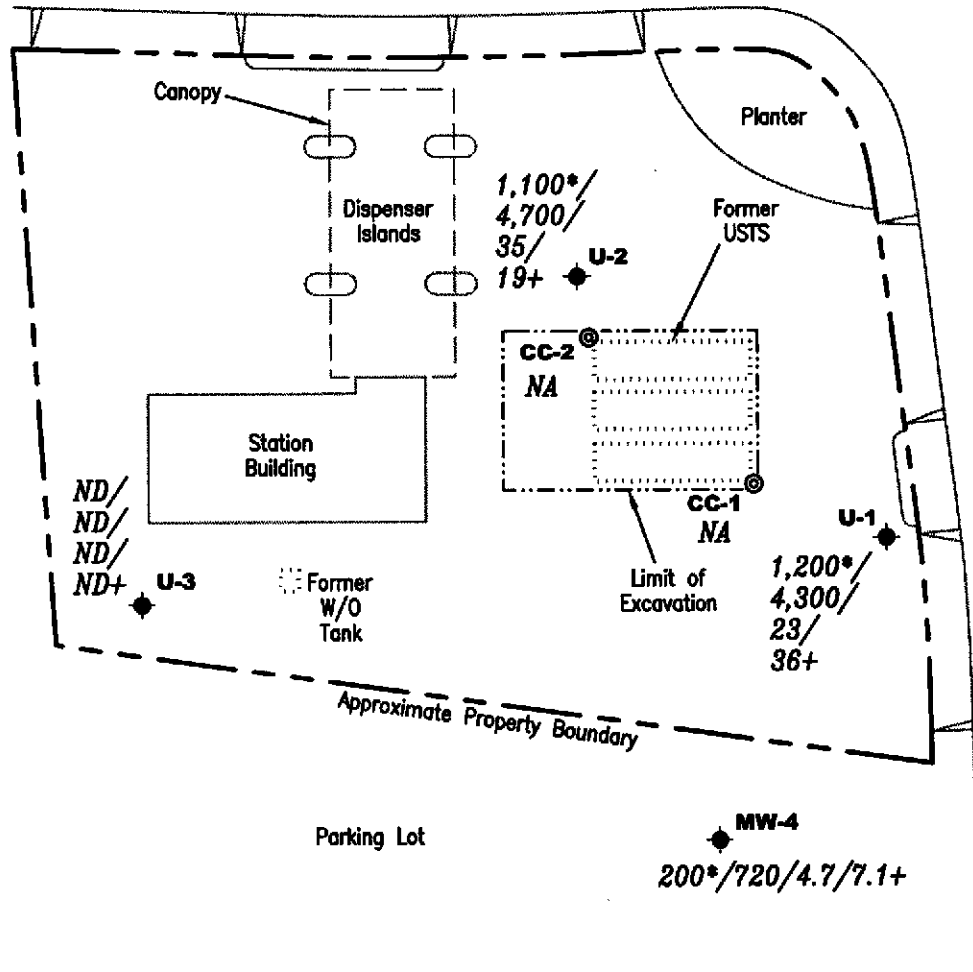 Canopy
Planter
1,100*/
4,700/
35/
19+
Dispenser
Islands
Former
USTS
U-2
CC-2
NA
Station
Building
CC-1
NA
U-1
ND/
ND/
ND/
ND+
U-3
Former
W/O
Tank
Limit of
Excavation
1,200*/
4,300/
23/
36+
Approximate Property Boundary
Parking Lot
MW-4
200*/720/4.7/7.1+